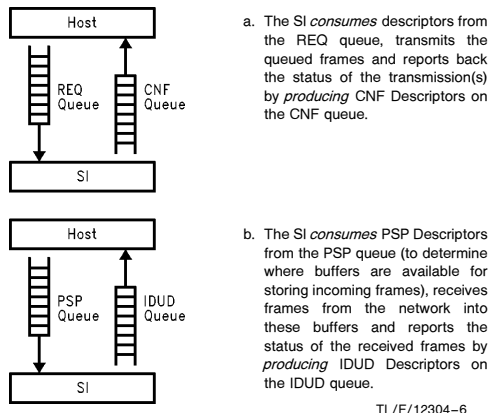 Host
REQ
Queue
CNF
Queue
SI
a. The SI consumes descriptors from
the REQ queue, transmits the
queued frames and reports back
the status of the transmission(s)
by producing CNF Descriptors on
the CNF queue.
Host
PSP
Queue
IDUD
Queue
SI
b. The SI consumes PSP Descriptors
from the PSP queue (to determine
where buffers are available for
storing incoming frames), receives
frames from the network into
these buffers and reports the
status of the received frames by
producing IDUD Descriptors on
the IDUD queue.
TL/F/12304–6